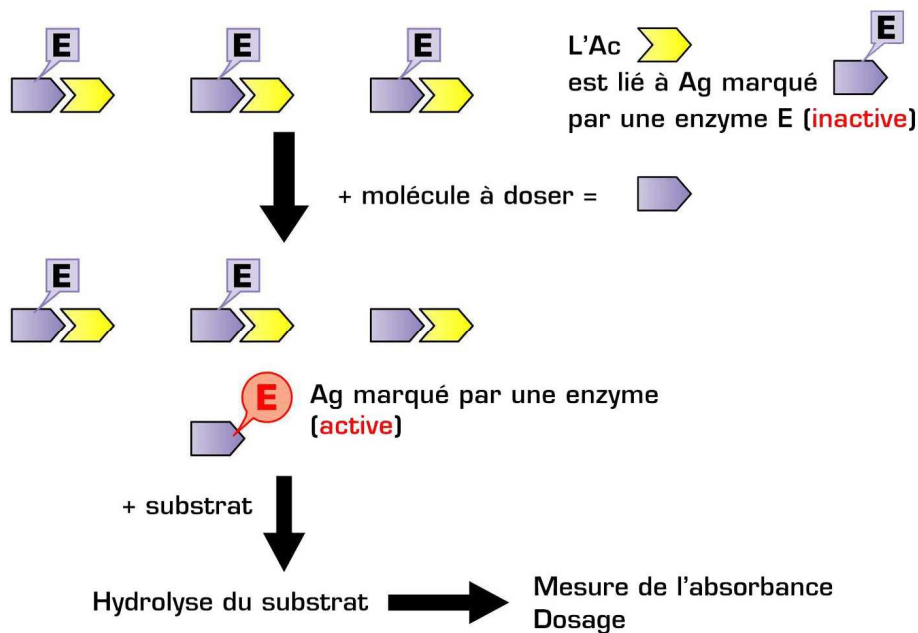 E E E E
L'Ac
est lié à Ag marqué
par une enzyme E (inactive)
+ molécule à doser =
E E
E Ag marqué par une enzyme
(active)
+ substrat
Hydrolyse du substrat
Mesure de l'absorbance
Dosage